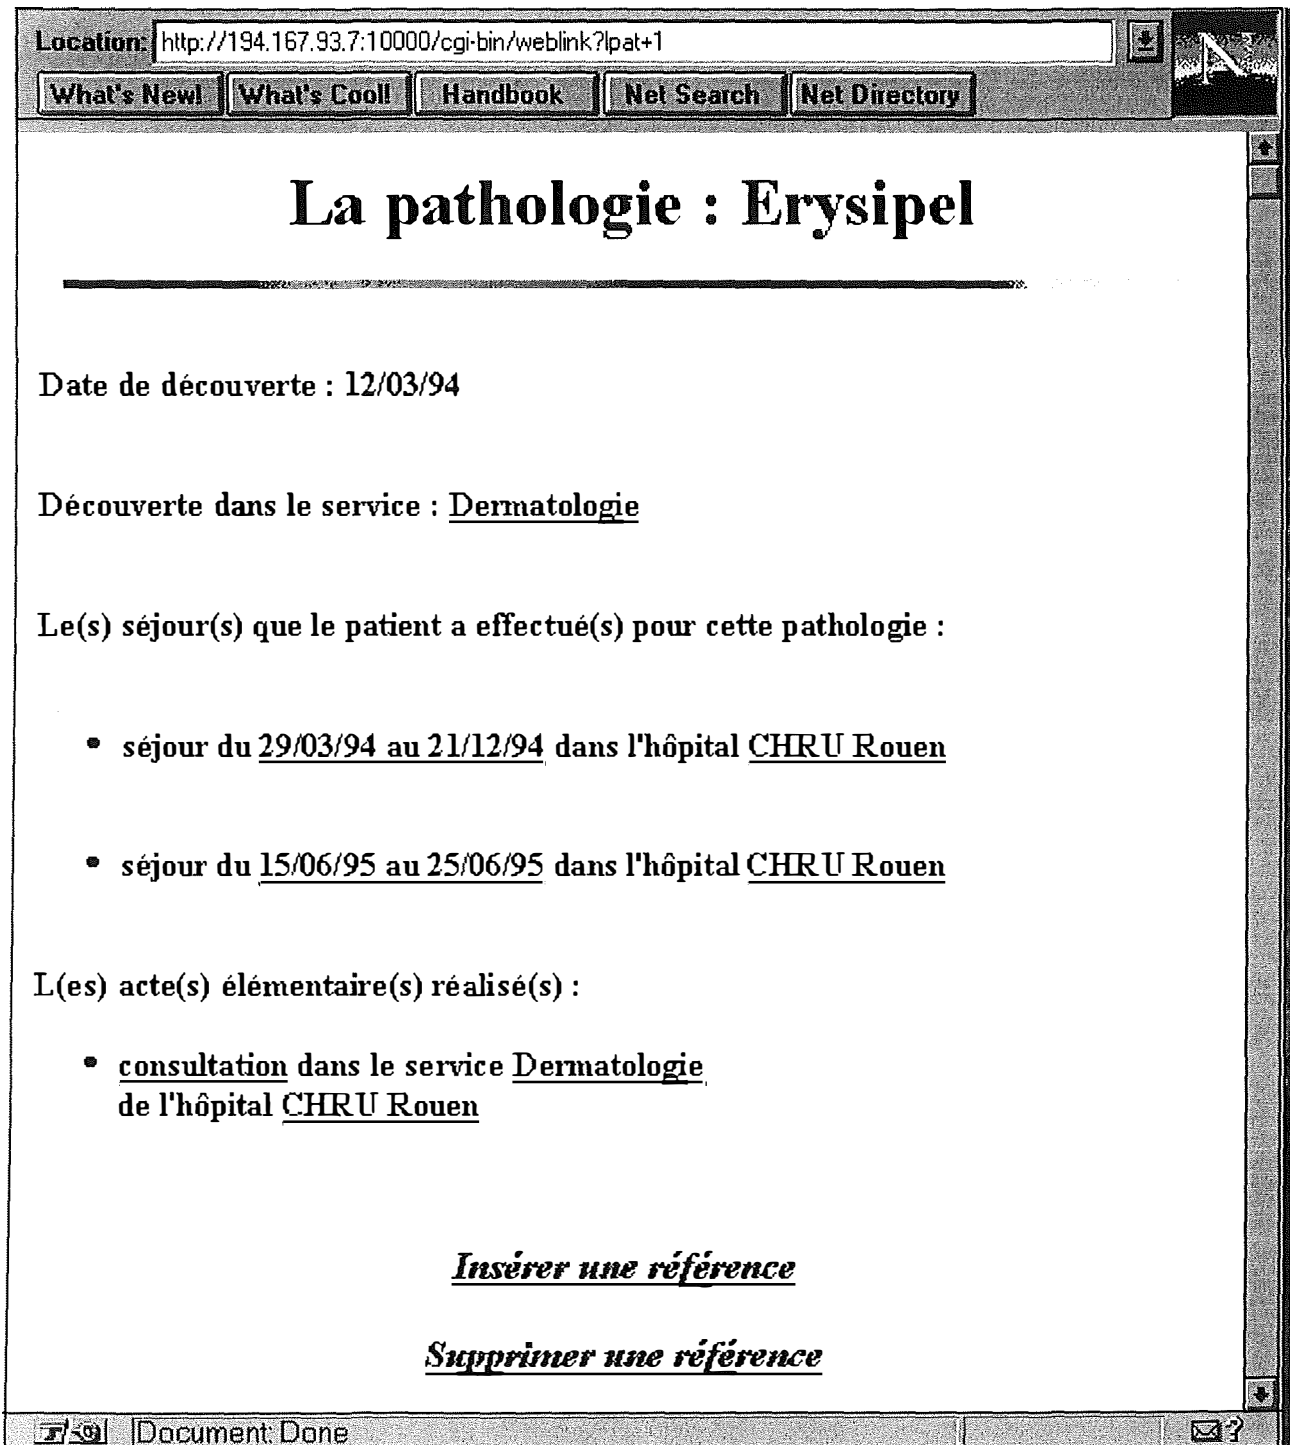 Location: http://194.167.93.7:10000/cgi-bin/weblink?lpat+1
N
What's New! What's Cool! Handbook Net Search Net Directory
La pathologie : Erysipel
Date de découverte : 12/03/94
Découverte dans le service : Dermatologie
Le(s) séjour(s) que le patient a effectué(s) pour cette pathologie :
• séjour du 29/03/94 au 21/12/94 dans l'hôpital CHRU Rouen
• séjour du 15/06/95 au 25/06/95 dans l'hôpital CHRU Rouen
L(es) acte(s) élémentaire(s) réalisé(s) :
• consultation dans le service Dermatologie
de l'hôpital CHRU Rouen
Insérer une référence
Supprimer une référence
Document: Done ?